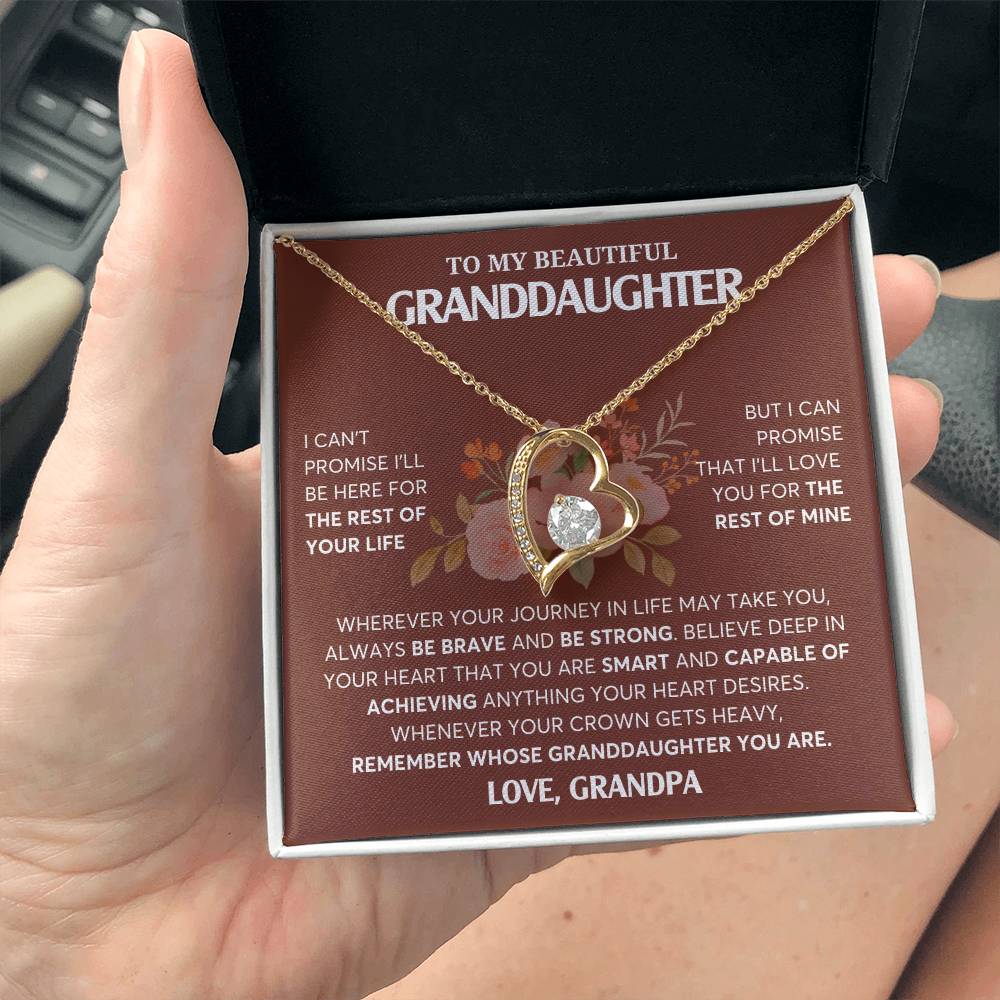 TO MY BEAUTIFUL
GRANDDAUGHTER
I CAN'T
PROMISE I'LL
BE HERE FOR
THE REST OF
YOUR LIFE
BUT I CAN
PROMISE
THAT I'LL LOVE
YOU FOR THE
REST OF MINE
WHEREVER YOUR JOURNEY IN LIFE MAY TAKE YOU,
ALWAYS BE BRAVE AND BE STRONG. BELIEVE DEEP IN
YOUR HEART THAT YOU ARE SMART AND CAPABLE OF
ACHIEVING ANYTHING YOUR HEART DESIRES.
WHENEVER YOUR CROWN GETS HEAVY,
REMEMBER WHOSE GRANDDAUGHTER YOU ARE.
LOVE, GRANDPA